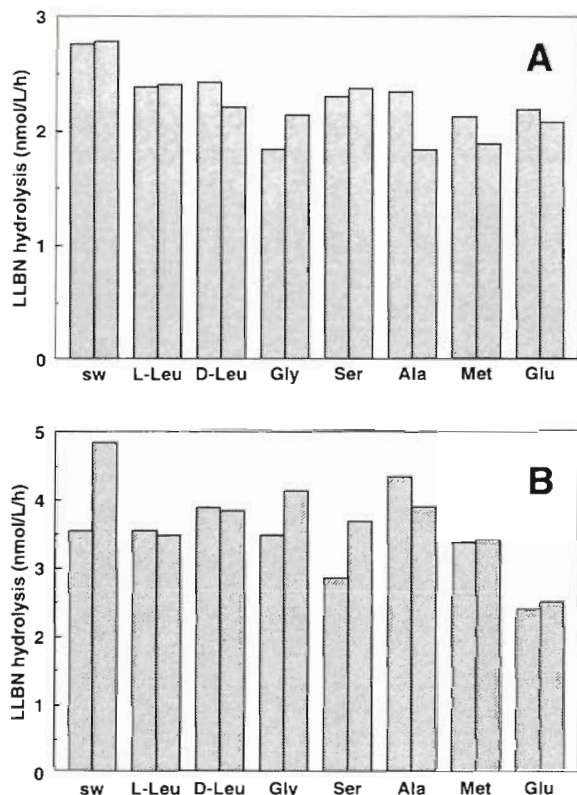 3
A
2
LLBN hydrolysis (nmol/L/h)
1
0
sw L-Leu D-Leu Gly Ser Ala Met Glu
5
B
4
3
LLBN hydrolysis (nmol/L/h)
2
1
0
sw L-Leu D-Leu Gly Ser Ala Met Glu